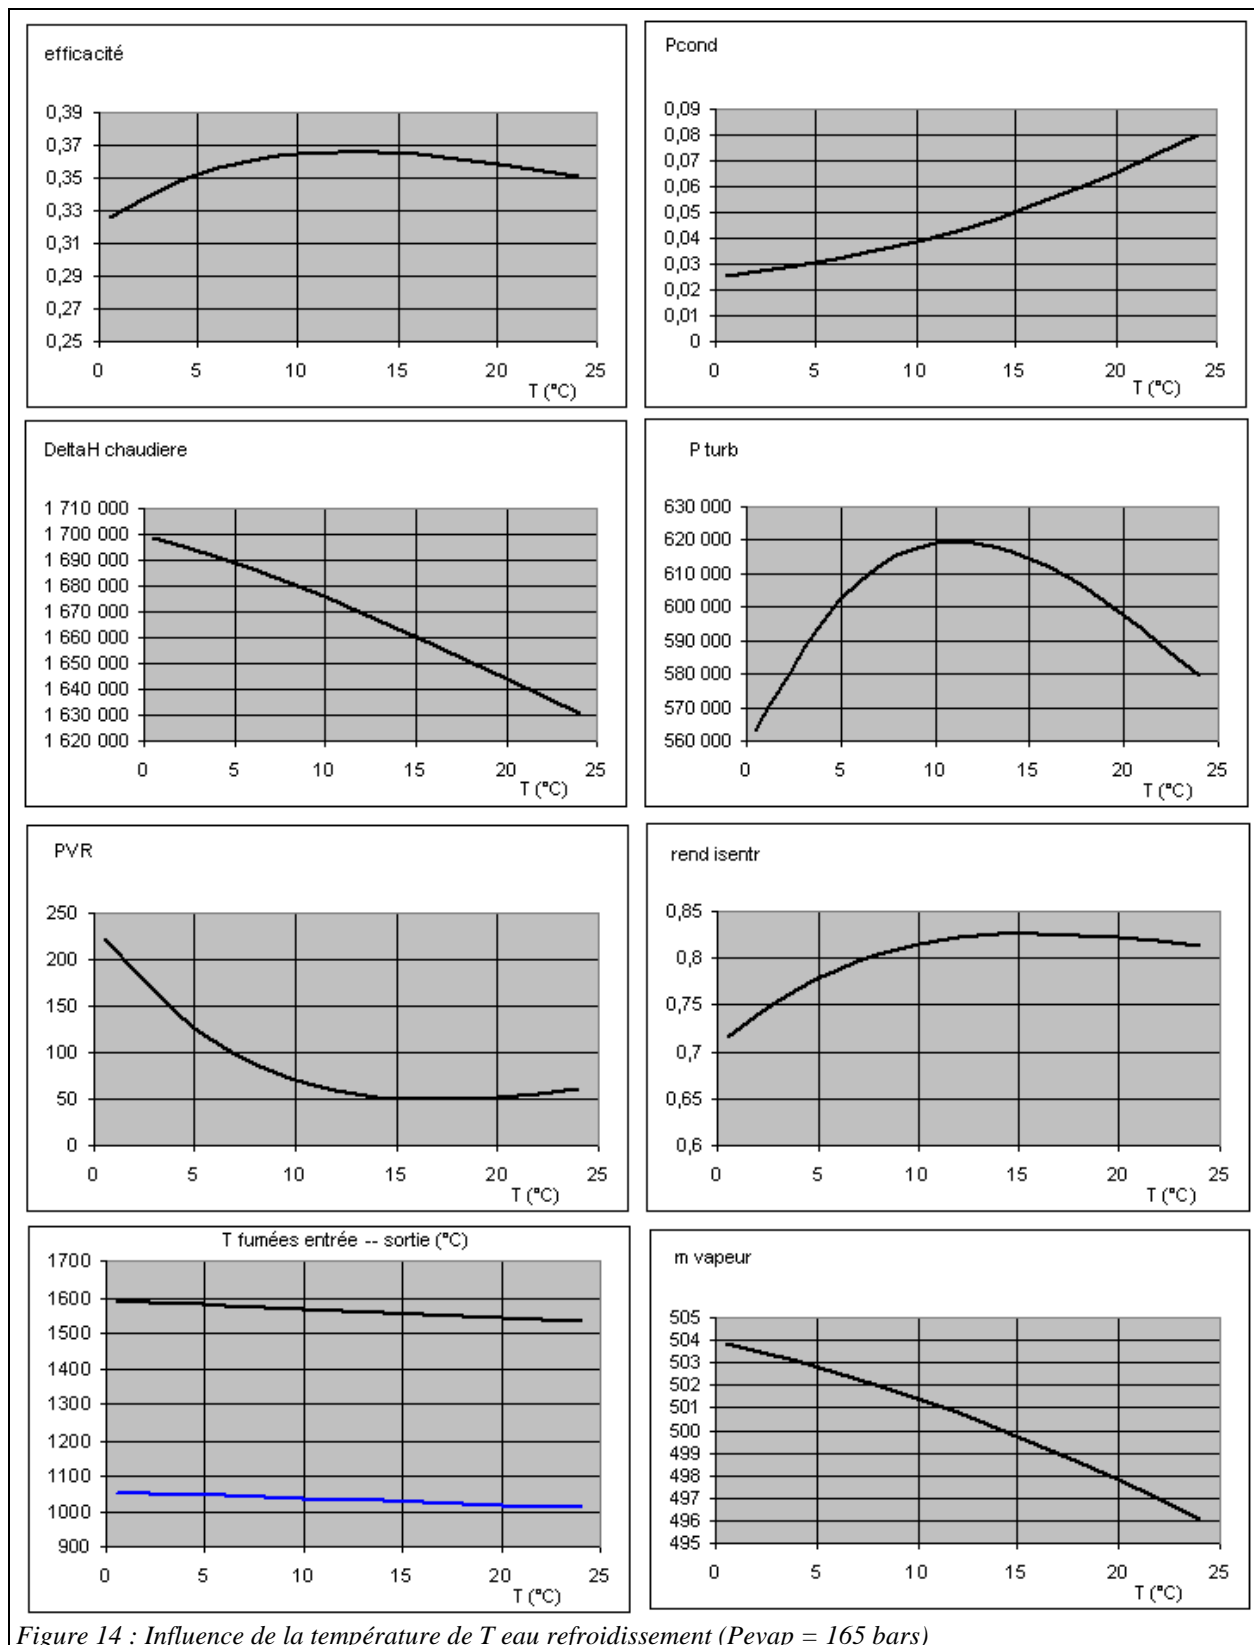 efficacité
0,39
0,37
0,35
0,33
0,31
0,29
0,27
0,25
0 5 10 15 20 25
T (°C)
Pcond
0,09
0,08
0,07
0,06
0,05
0,04
0,03
0,02
0,01
0
0 5 10 15 20 25
T (°C)
DeltaH chaudiere
1 710 000
1 700 000
1 690 000
1 680 000
1 670 000
1 660 000
1 650 000
1 640 000
1 630 000
1 620 000
0 5 10 15 20 25
T (°C)
P turb
630 000
620 000
610 000
600 000
590 000
580 000
570 000
560 000
0 5 10 15 20 25
T (°C)
PVR
250
200
150
100
50
0
0 5 10 15 20 25
T (°C)
rend isentr
0,85
0,8
0,75
0,7
0,65
0,6
0 5 10 15 20 25
T (°C)
T fumées entrée -- sortie (°C)
1700
1600
1500
1400
1300
1200
1100
1000
900
0 5 10 15 20 25
T (°C)
m vapeur
505
504
503
502
501
500
499
498
497
496
495
0 5 10 15 20 25
T (°C)
Figure 14 : Influence de la température de T eau refroidissement (Pevap = 165 bars)